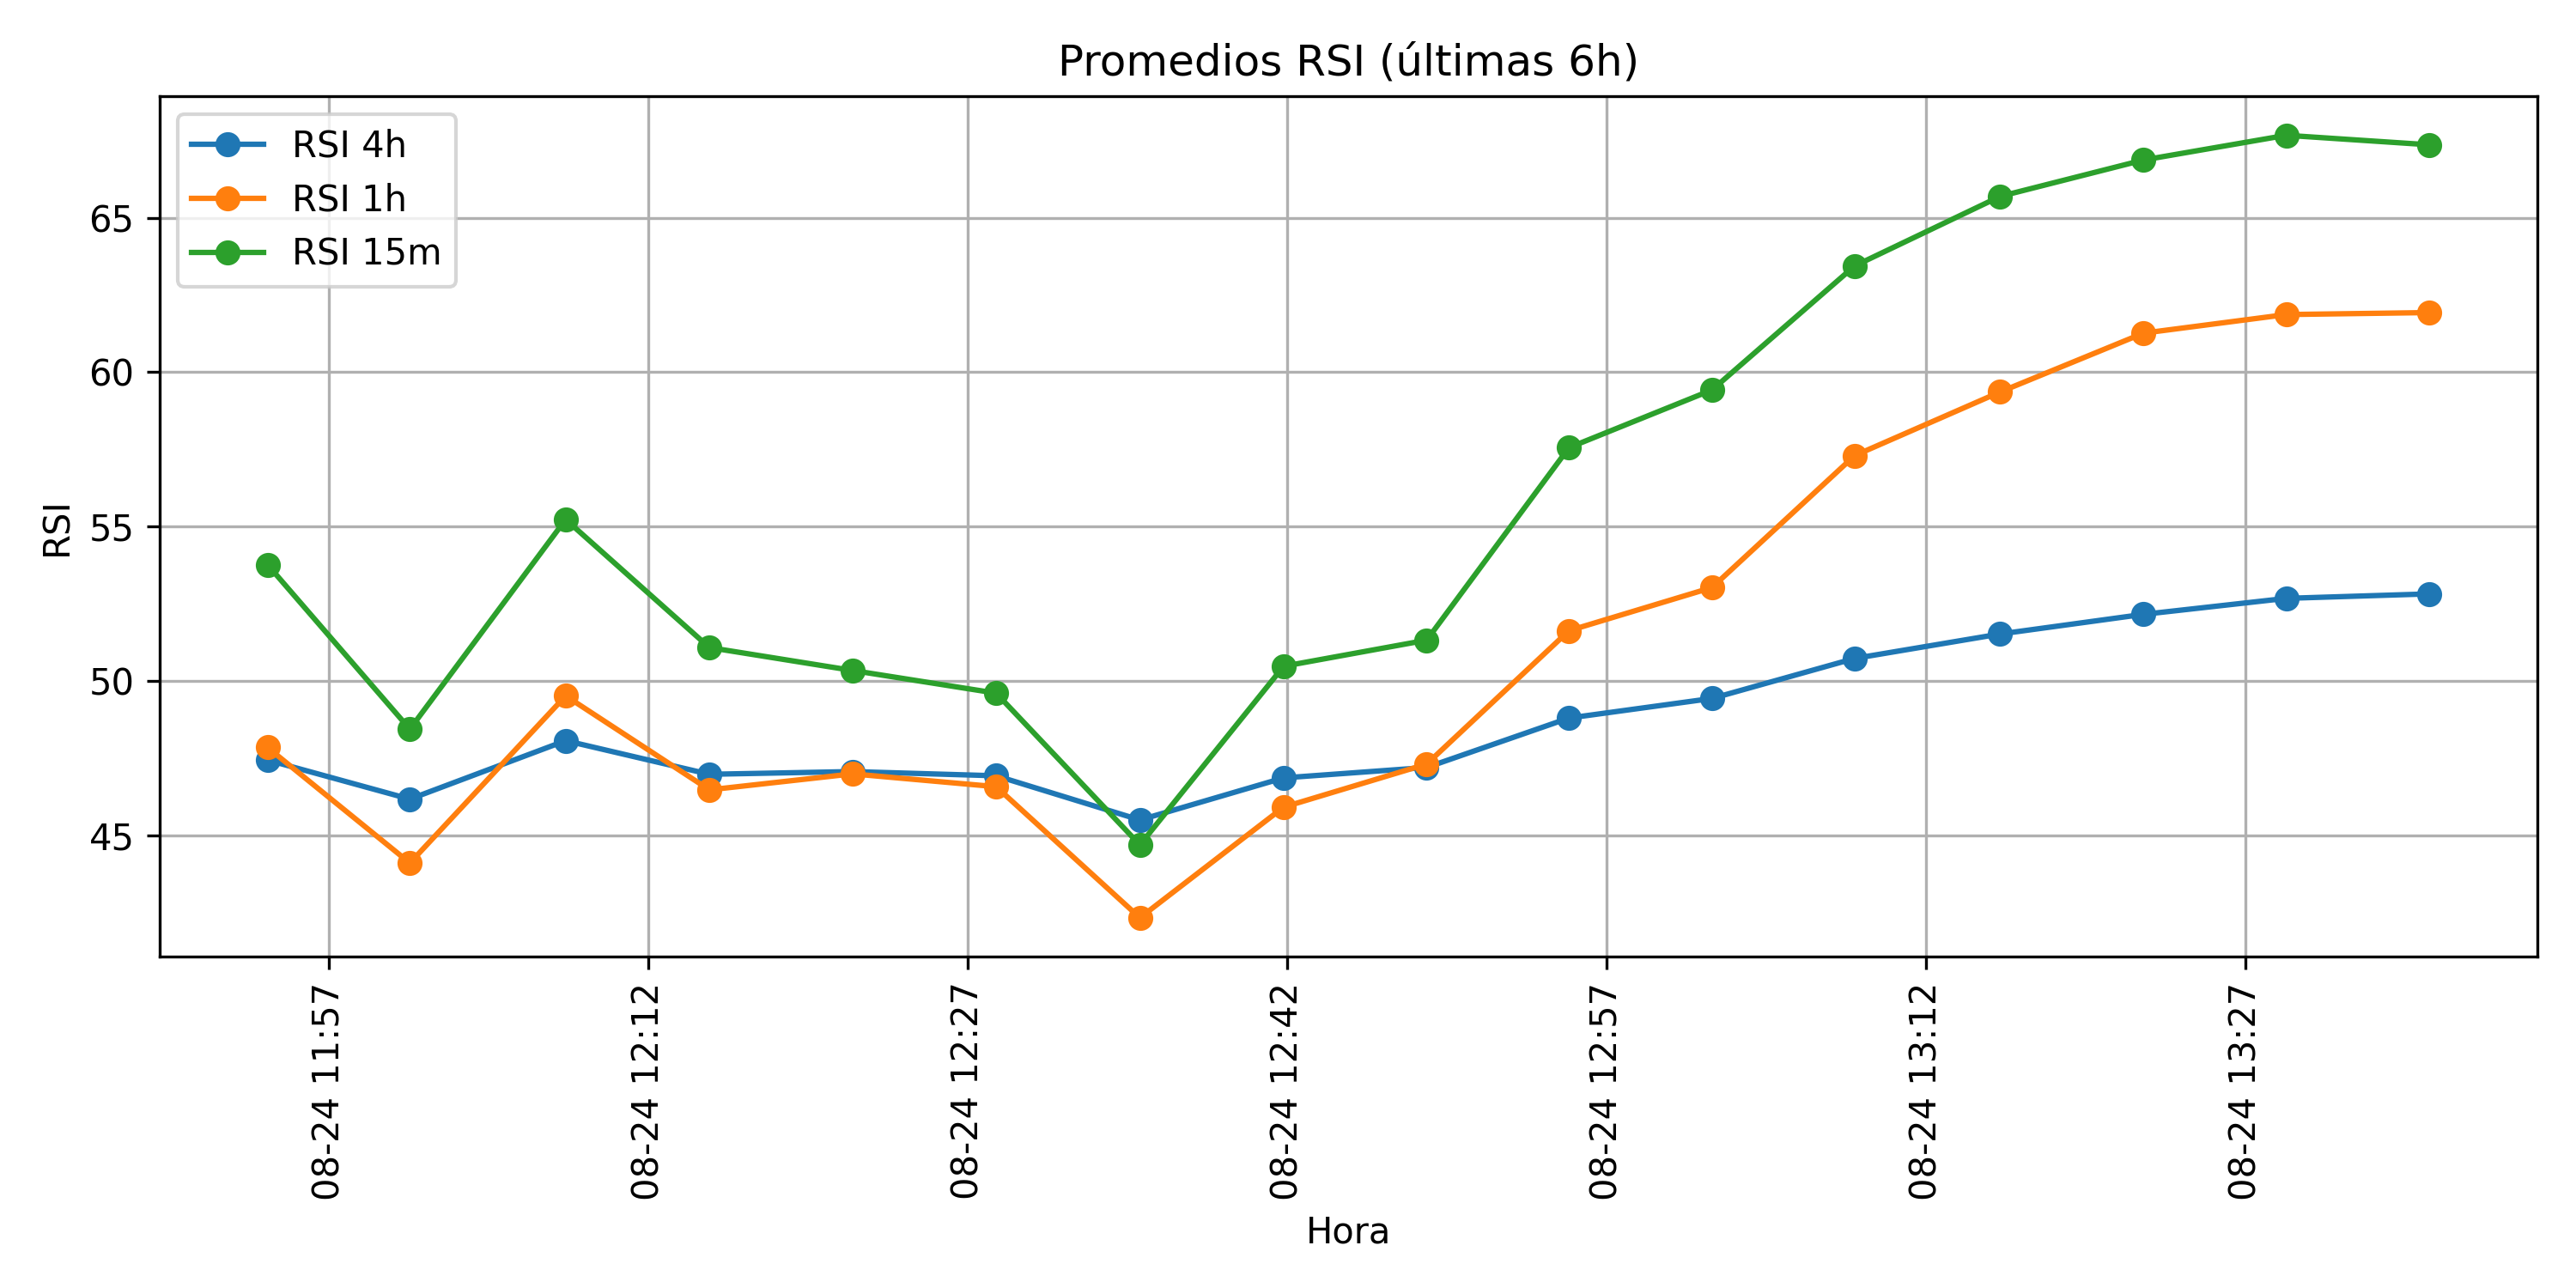 Promedios RSI (últimas 6h)
RSI 4h
RSI 1h
RSI 15m
RSI
65
60
55
50
45
08-24 11:57
08-24 12:12
08-24 12:27
08-24 12:42
08-24 12:57
08-24 13:12
08-24 13:27
Hora